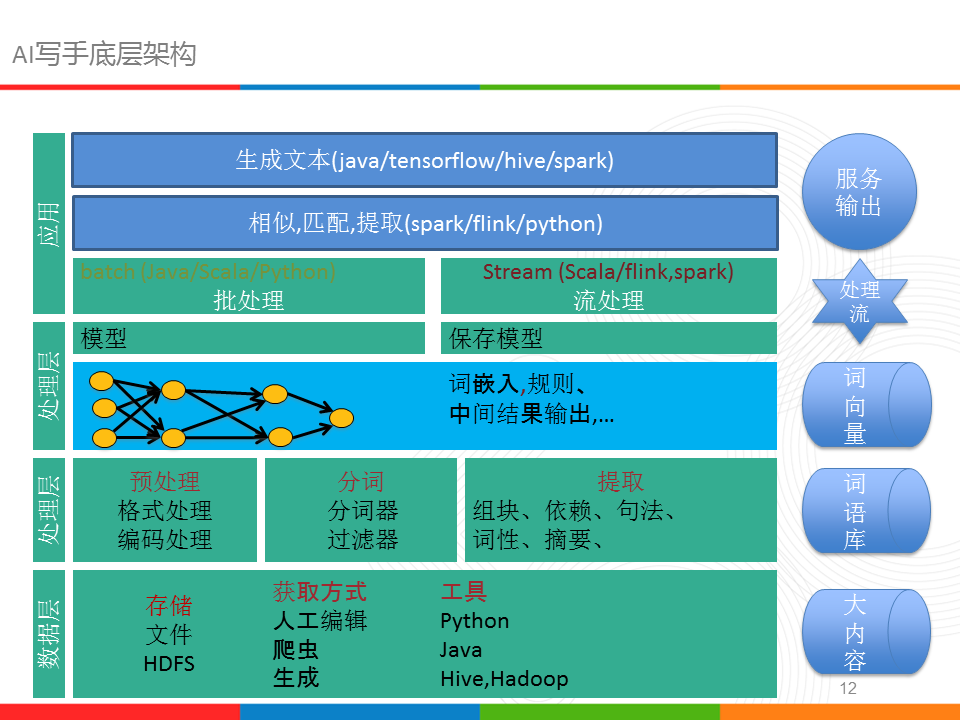 AI写手底层架构
应用
生成文本(java/tensorflow/hive/spark)
相似,匹配,提取(spark/flink/python)
batch (Java/Scala/Python)
批处理
Stream (Scala/flink,spark)
流处理
服务
输出
处理
流
处理层
模型
保存模型
词嵌入,规则、
中间结果输出,...
词
向
量
处理层
预处理
格式处理
编码处理
分词
分词器
过滤器
提取
组块、依赖、句法、
词性、摘要、
词
语
库
数据层
存储
文件
HDFS
获取方式
人工编辑
爬虫
生成
工具
Python
Java
Hive,Hadoop
大
内
容
12